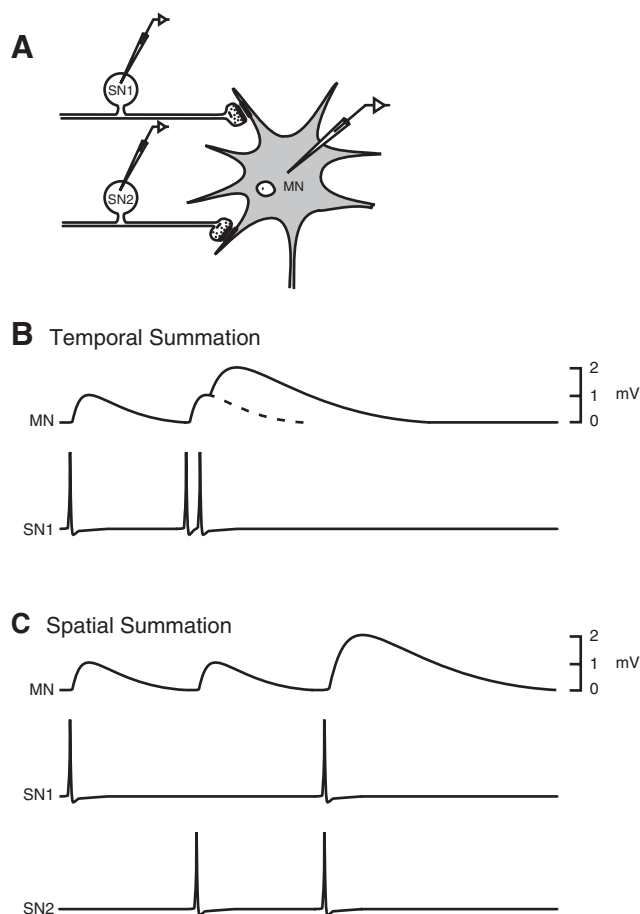 A
SN1
SN2
MN
B Temporal Summation
2
1 mV
0
MN
SN1
C Spatial Summation
2
1 mV
0
MN
SN1
SN2